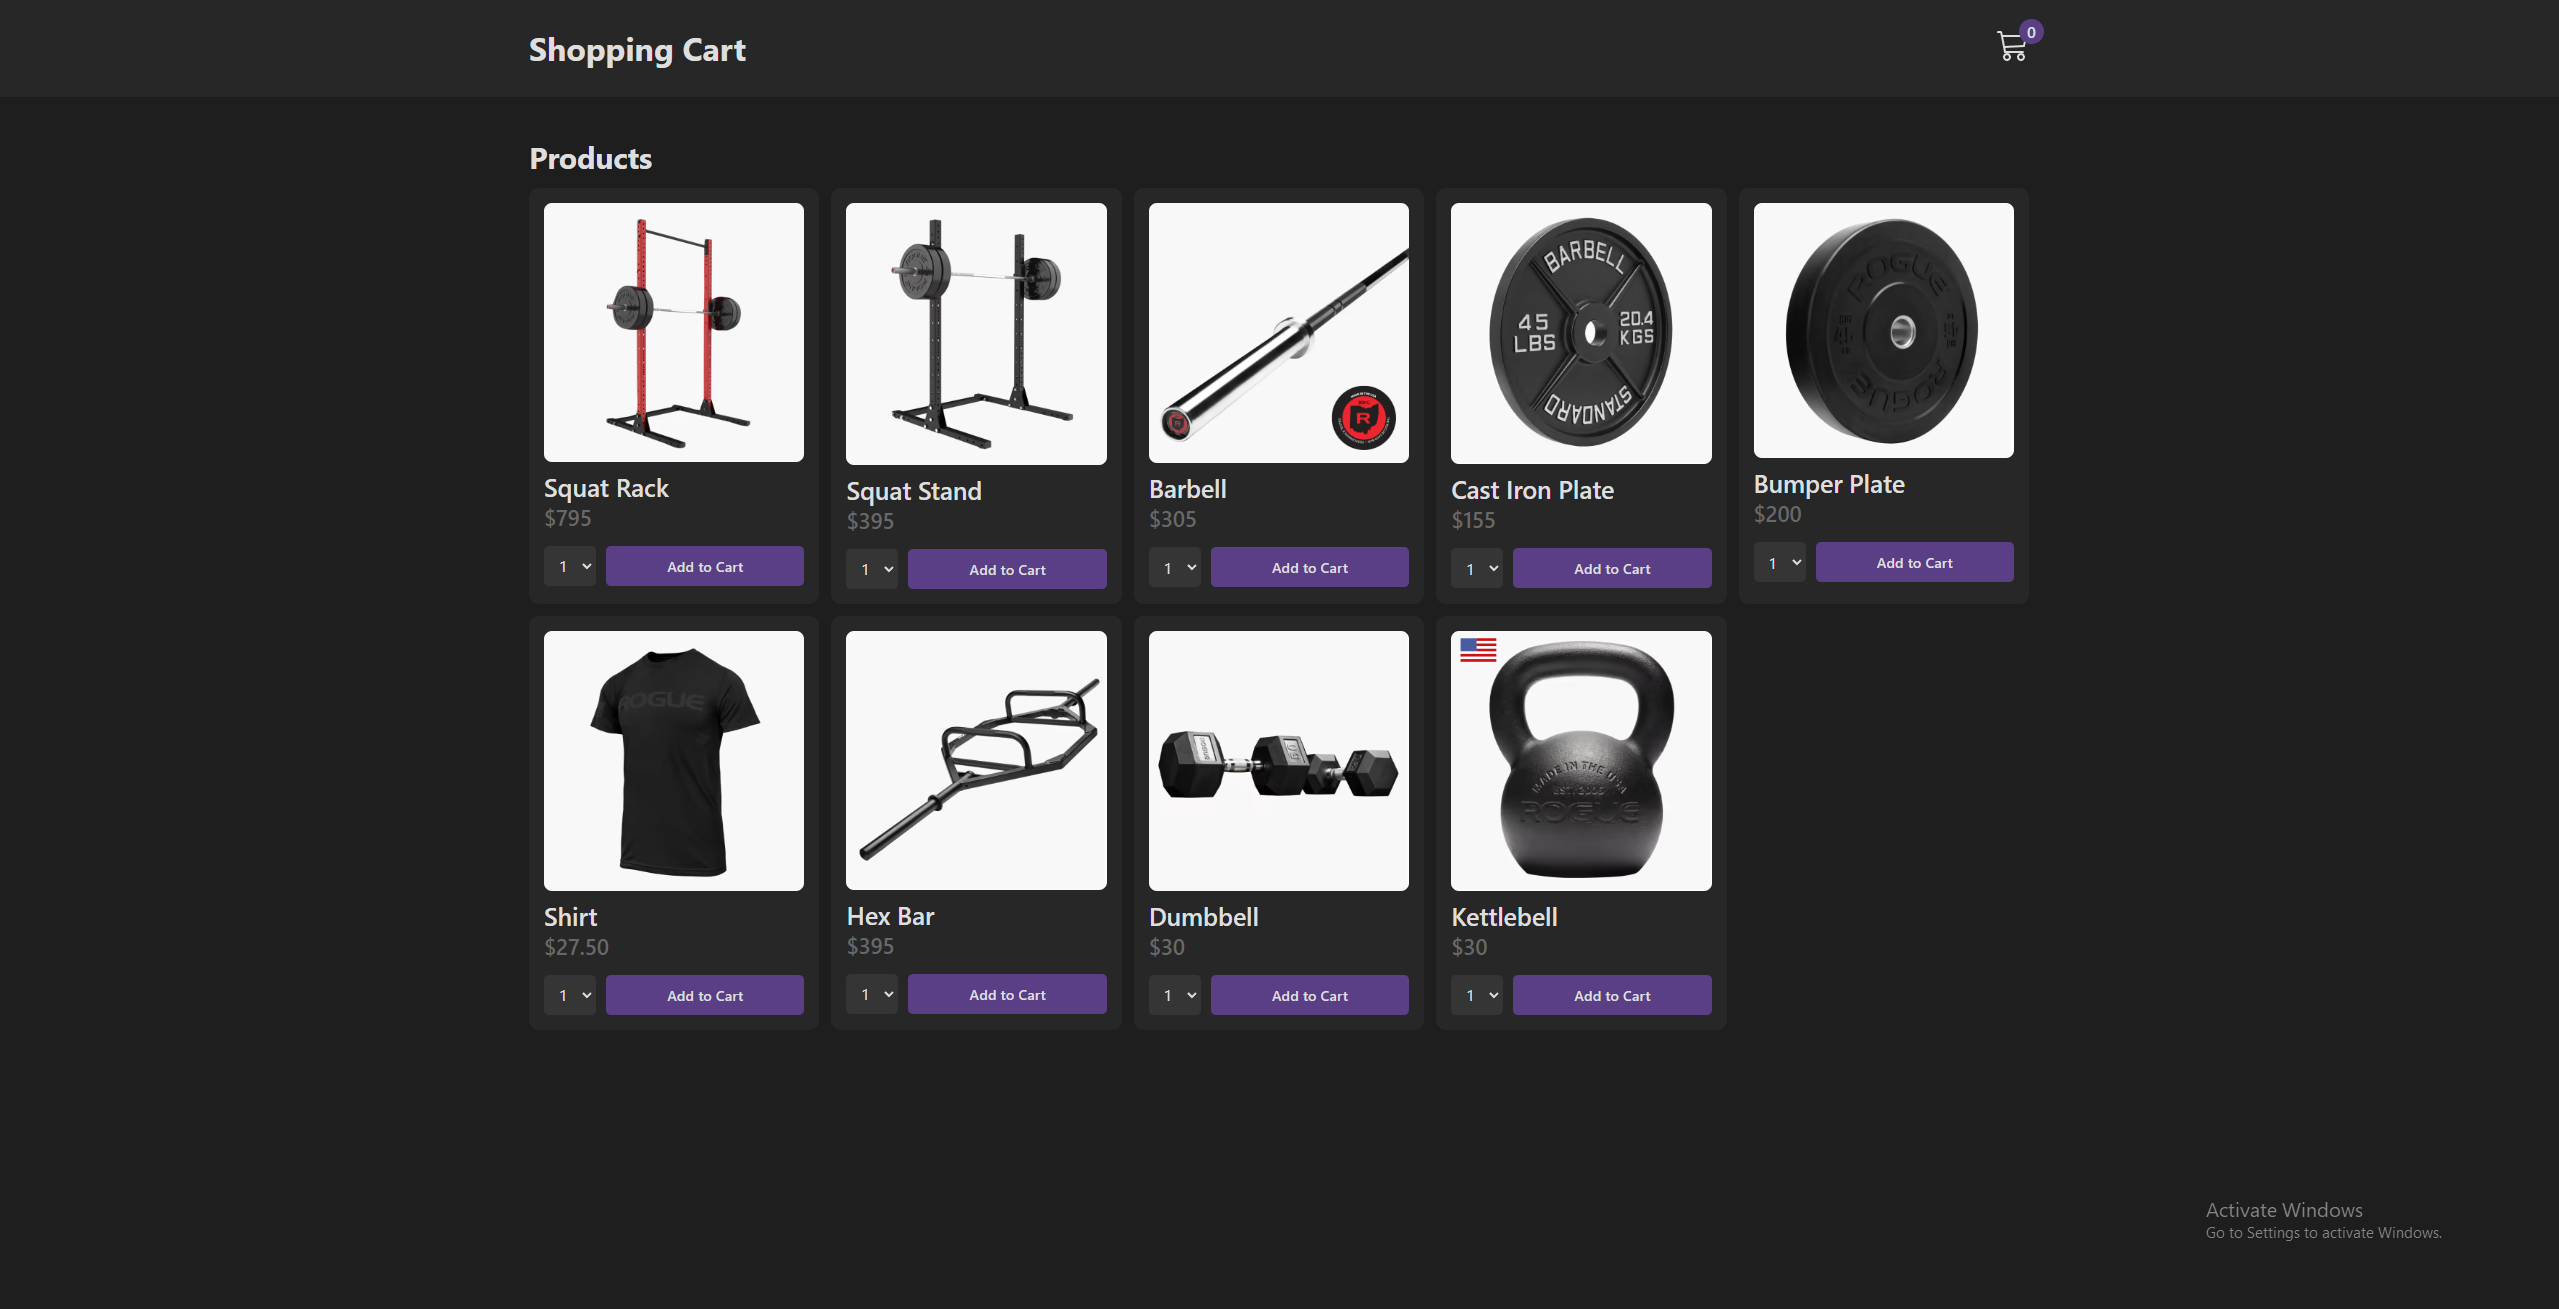 Shopping Cart
0
Products
BARBELL
45 LBS
20.4 KGS
STANDARD
ROGUE
ROGUE
R
Squat Rack
$795
1
Add to Cart
Squat Stand
$395
1
Add to Cart
Barbell
$305
1
Add to Cart
Cast Iron Plate
$155
1
Add to Cart
Bumper Plate
$200
1
Add to Cart
ROGUE
MADE IN THE USA
ROGUE
Shirt
$27.50
1
Add to Cart
Hex Bar
$395
1
Add to Cart
Dumbbell
$30
1
Add to Cart
Kettlebell
$30
1
Add to Cart
Activate Windows
Go to Settings to activate Windows.